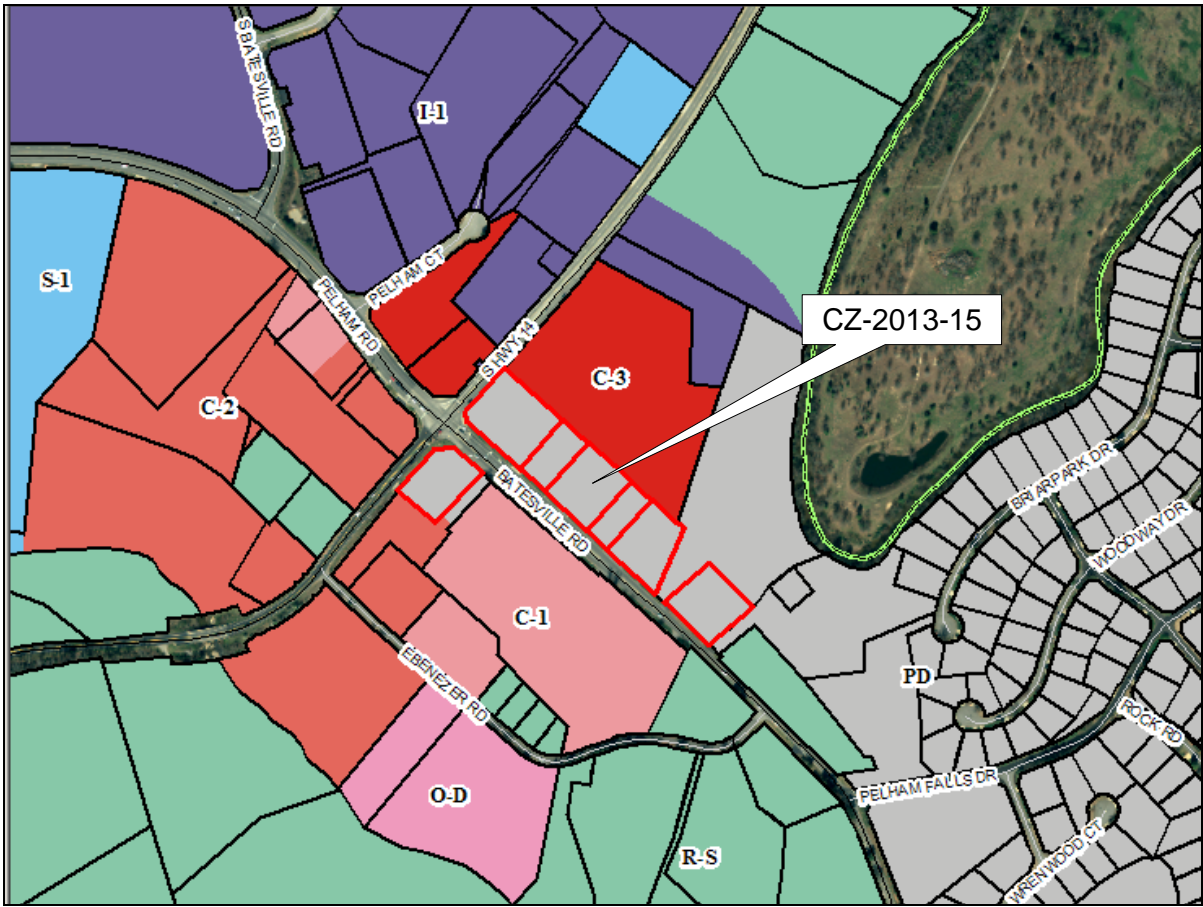 S BATESVILLE RD
I-1
S-1
PELHAM CT
PELHAM RD
CZ-2013-15
S HWY 14
C-3
C-2
BATESVILLE RD
BRIARPARK DR
WOODWAY DR
C-1
EBENEZER RD
PD
ROCK RD
O-D
PELHAM FALLS DR
R-S
WRENWOOD CT